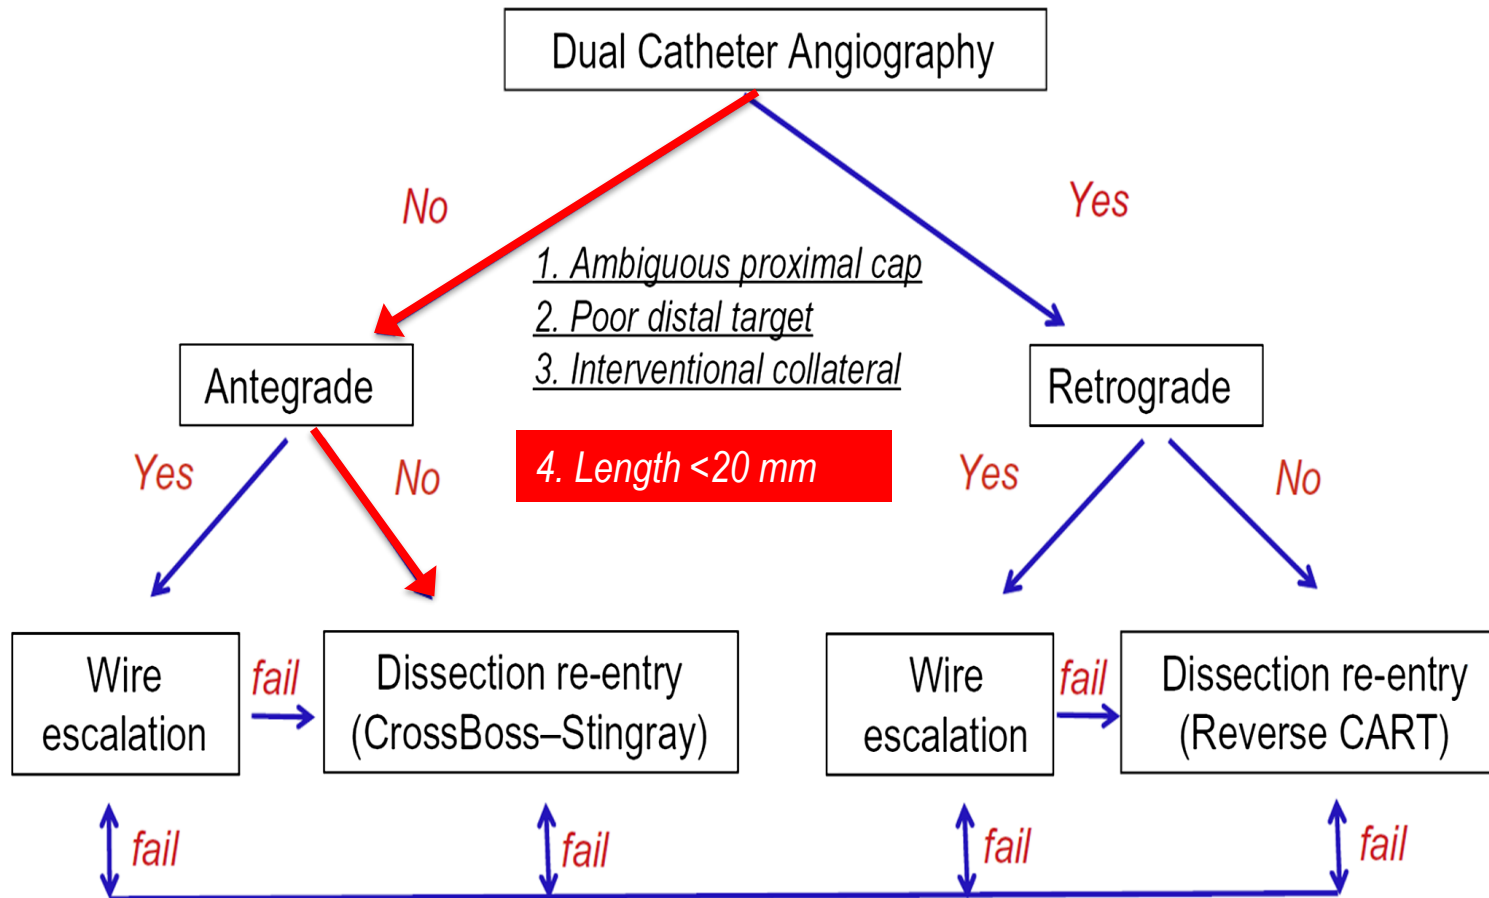 Dual Catheter Angiography
No
Yes
1. Ambiguous proximal cap
2. Poor distal target
3. Interventional collateral
Antegrade
Retrograde
4. Length <20 mm
Yes
No
Yes
No
Wire
escalation
fail
Dissection re-entry
(CrossBoss–Stingray)
Wire
escalation
fail
Dissection re-entry
(Reverse CART)
fail
fail
fail
fail